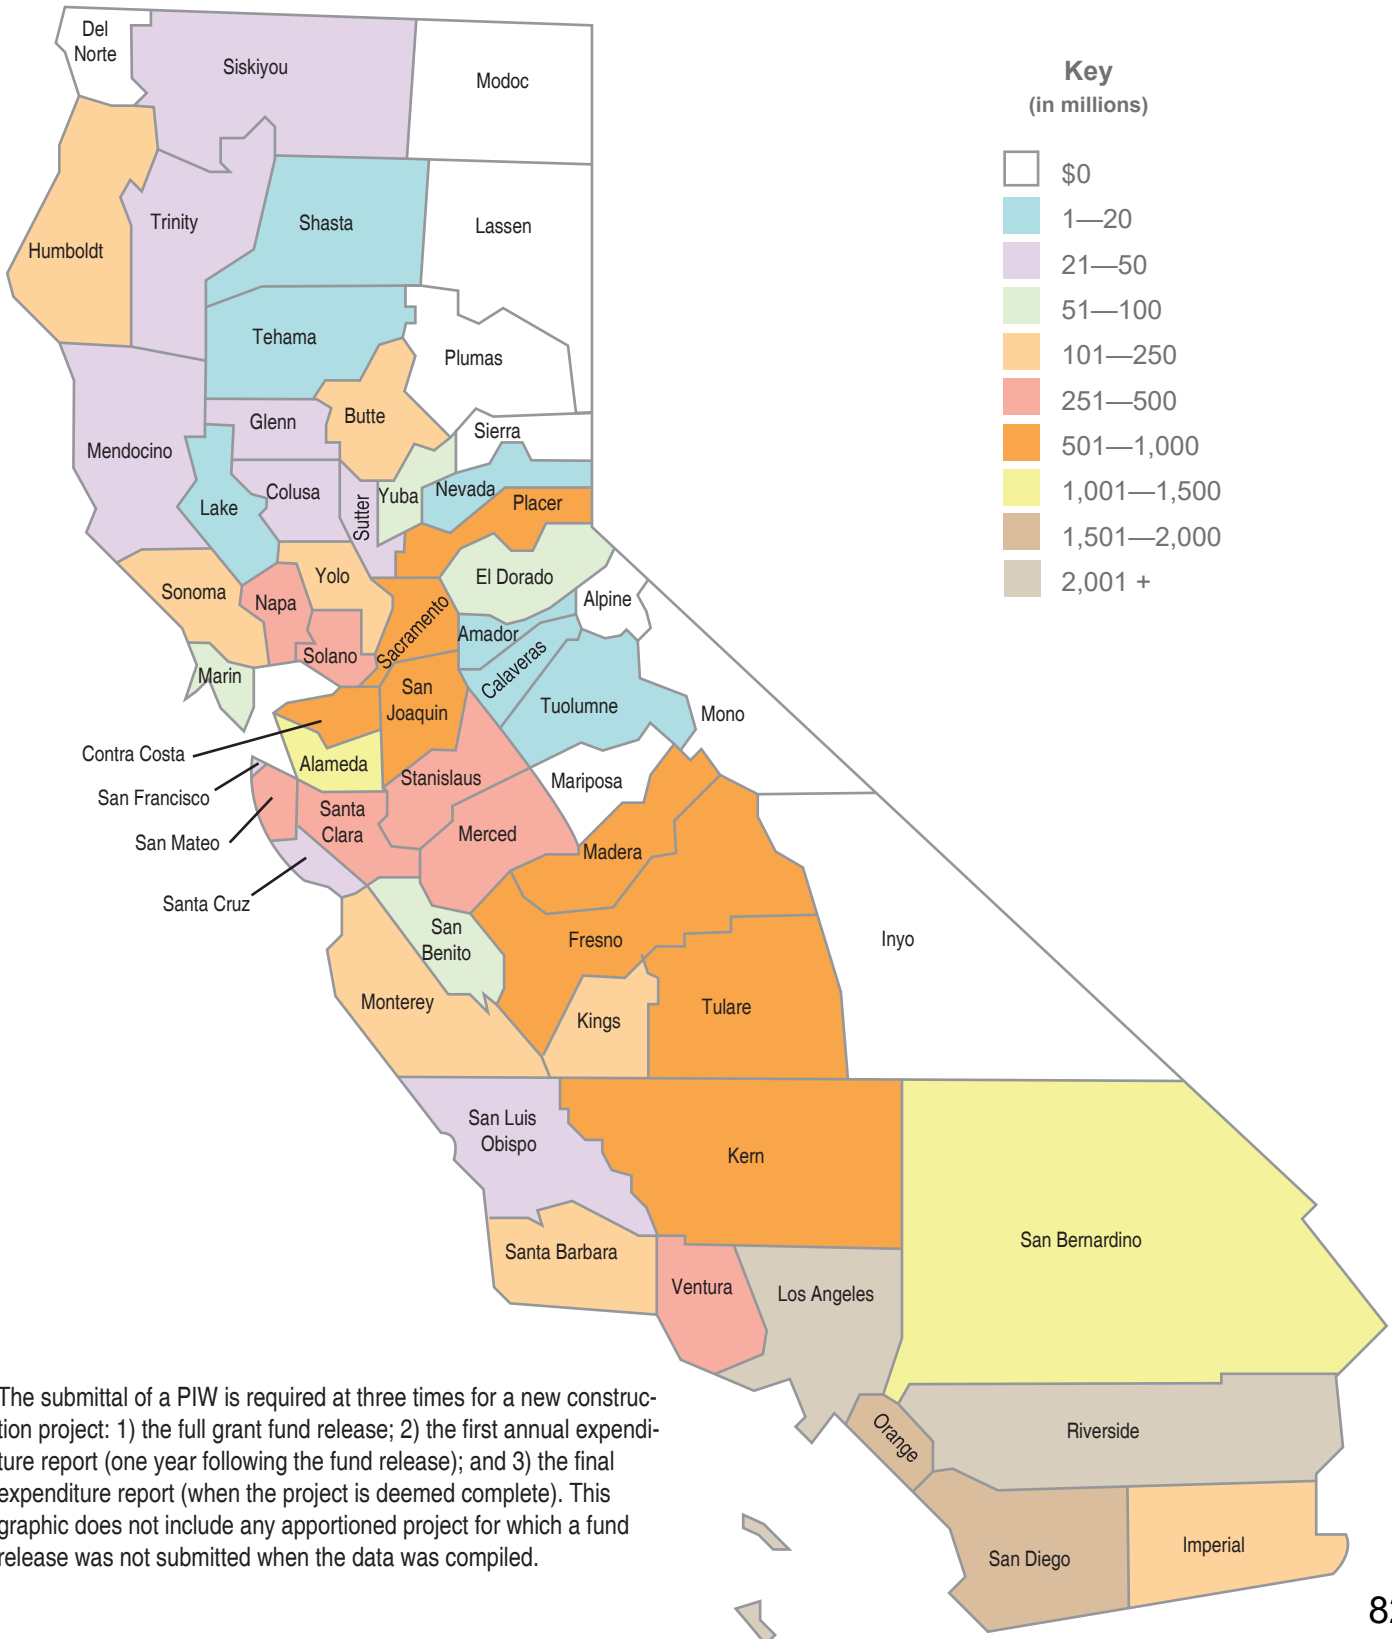 Del
Norte
Siskiyou
Modoc
Key
(in millions)
$0
1—20
21—50
51—100
101—250
251—500
501—1,000
1,001—1,500
1,501—2,000
2,001 +
Humboldt
Trinity
Shasta
Lassen
Tehama
Plumas
Mendocino
Glenn
Butte
Sierra
Lake
Colusa
Sutter
Yuba
Nevada
Placer
Sonoma
Napa
Yolo
El Dorado
Alpine
Sacramento
Amador
Marin
Solano
Calaveras
San
Joaquin
Tuolumne
Mono
Contra Costa
Alameda
Stanislaus
Mariposa
San Francisco
San Mateo
Santa
Clara
Merced
Madera
Santa Cruz
San
Benito
Fresno
Inyo
Monterey
Kings
Tulare
San Luis
Obispo
Kern
Santa Barbara
San Bernardino
Ventura
Los Angeles
Orange
Riverside
San Diego
Imperial
The submittal of a PIW is required at three times for a new construc-
tion project: 1) the full grant fund release; 2) the first annual expendi-
ture report (one year following the fund release); and 3) the final
expenditure report (when the project is deemed complete). This
graphic does not include any apportioned project for which a fund
release was not submitted when the data was compiled.